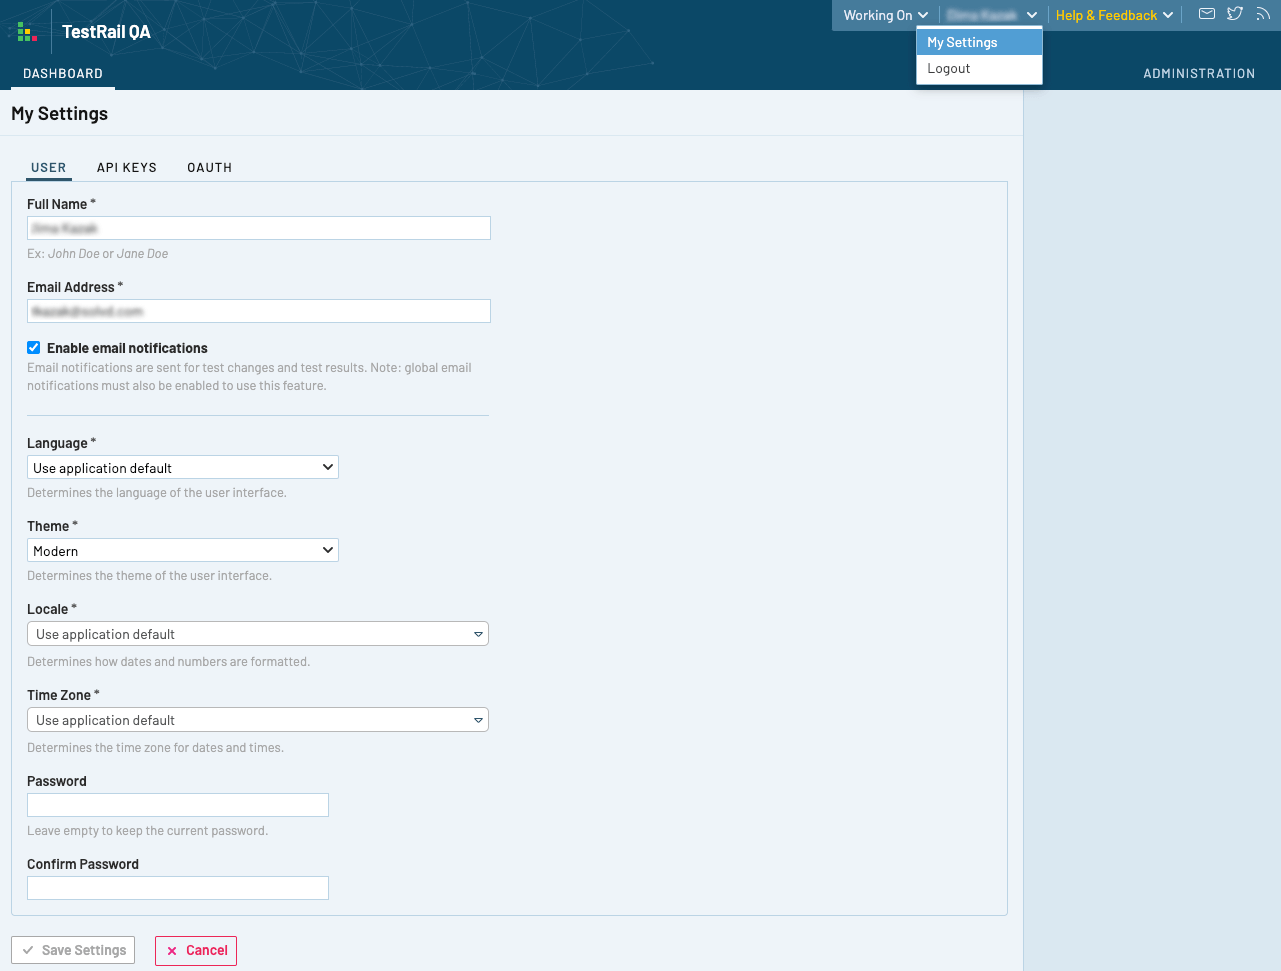 Working On
Help & Feedback
TestRail QA
My Settings
Logout
DASHBOARD
ADMINISTRATION
My Settings
USER
API KEYS
OAUTH
Full Name *
Ex: John Doe or Jane Doe
Email Address *
Enable email notifications
Email notifications are sent for test changes and test results. Note: global email
notifications must also be enabled to use this feature.
Language *
Use application default
Determines the language of the user interface.
Theme *
Modern
Determines the theme of the user interface.
Locale *
Use application default
Determines how dates and numbers are formatted.
Time Zone *
Use application default
Determines the time zone for dates and times.
Password
Leave empty to keep the current password.
Confirm Password
Save Settings
Cancel